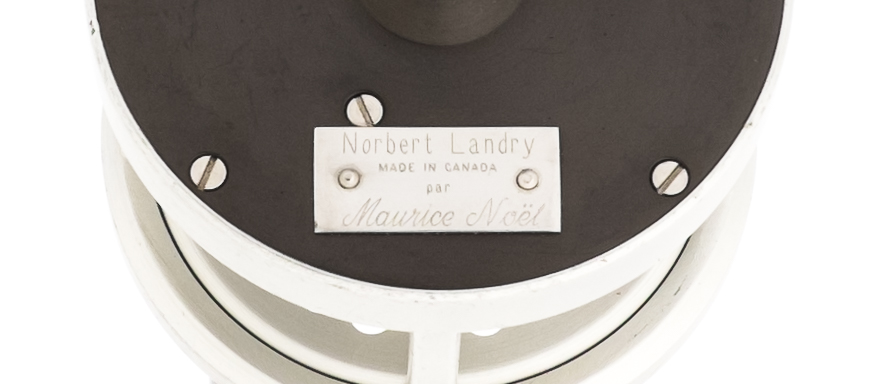 Norbert Landry
MADE IN CANADA
par
Maurice Noël